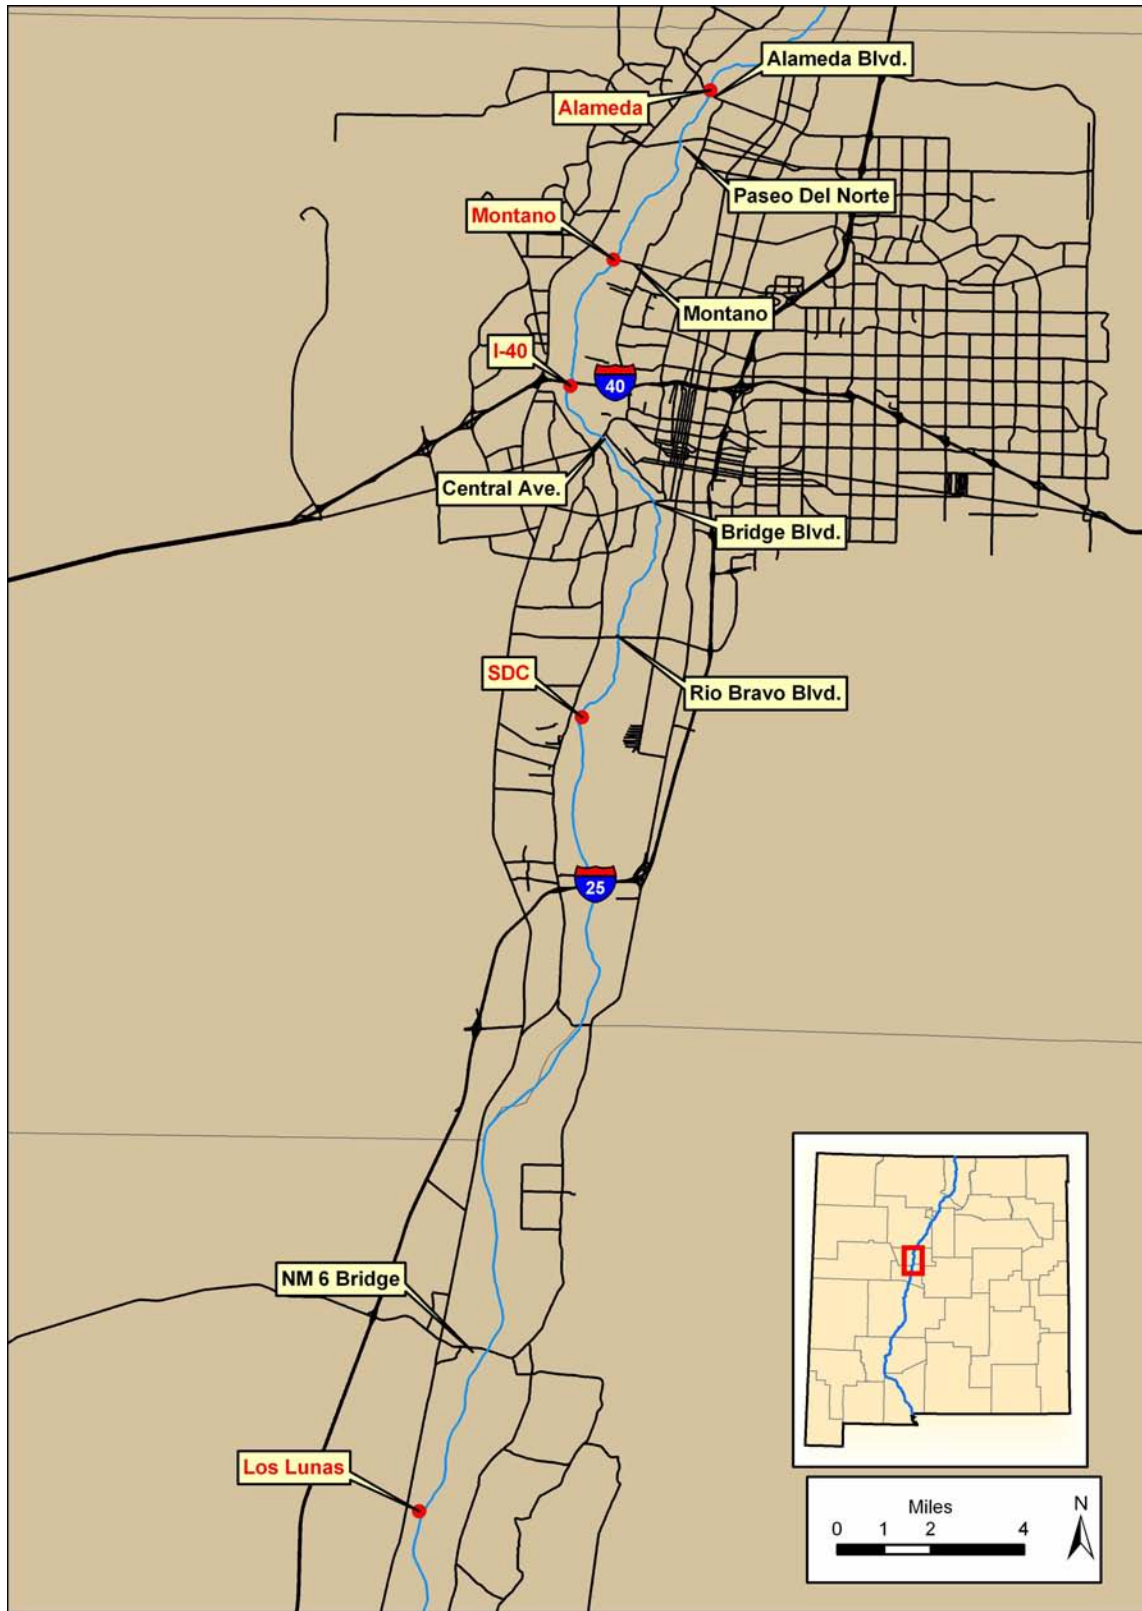 Alameda Blvd.
Alameda
Paseo Del Norte
Montano
Montano
I-40
40
Central Ave.
Bridge Blvd.
SDC
Rio Bravo Blvd.
25
NM 6 Bridge
Los Lunas
Miles
N
0 1 2 4